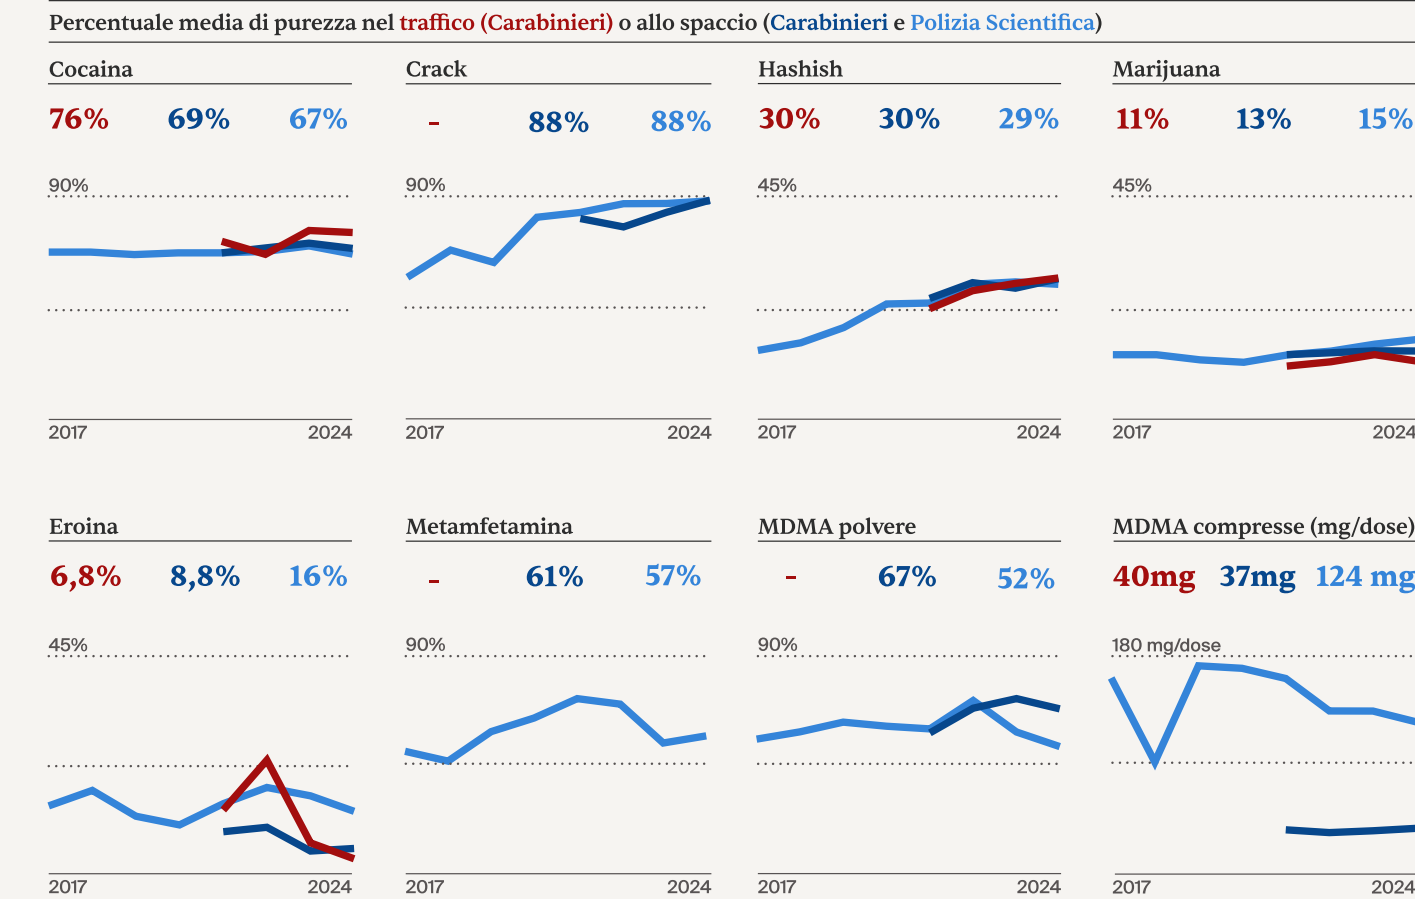 Percentuale media di purezza nel traffico (Carabinieri) o allo spaccio (Carabinieri e Polizia Scientifica)
Cocaina
76% 69% 67%
90%
2017 2024
Crack
- 88% 88%
90%
2017 2024
Hashish
30% 30% 29%
45%
2017 2024
Marijuana
11% 13% 15%
45%
2017 2024
Eroina
6,8% 8,8% 16%
45%
2017 2024
Metamfetamina
- 61% 57%
90%
2017 2024
MDMA polvere
- 67% 52%
90%
2017 2024
MDMA compresse (mg/dose)
40mg 37mg 124 mg
180 mg/dose
2017 2024